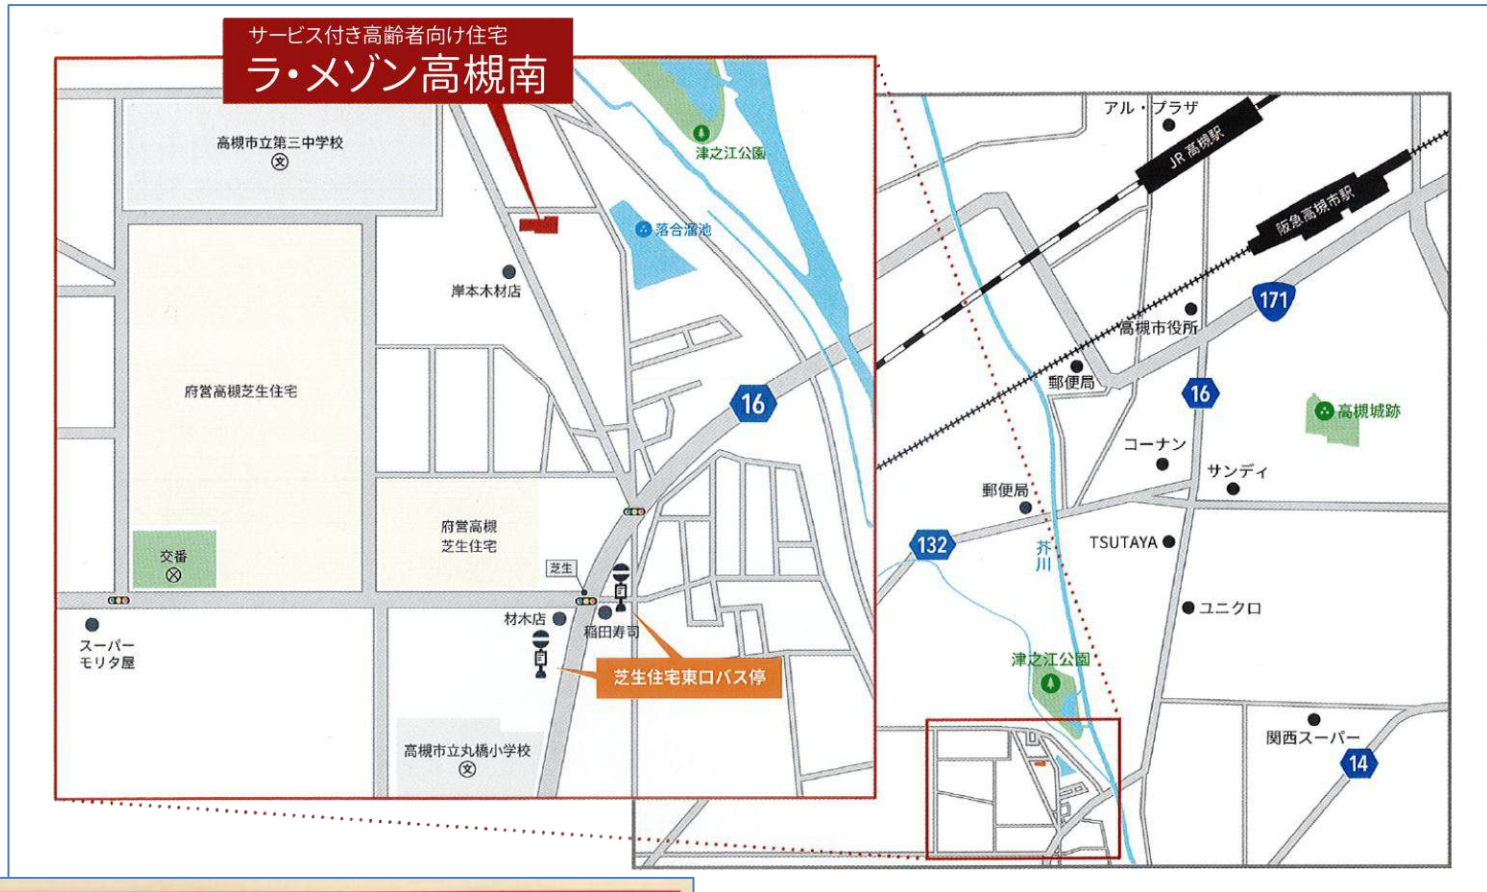 サービス付き高齢者向け住宅
ラ・メゾン高槻南
高槻市立第三中学校
文
津之江公園
落合溜池
岸本木材店
府営高槻芝生住宅
16
府営高槻
芝生住宅
交番
芝生
材木店
稲田寿司
スーパー
モリタ屋
芝生住宅東口バス停
高槻市立丸橋小学校
文
アル・プラザ
JR 高槻駅
阪急高槻市駅
171
高槻市役所
郵便局
16
高槻城跡
コーナン
サンディ
郵便局
132
芥川
TSUTAYA
ユニクロ
津之江公園
関西スーパー
14